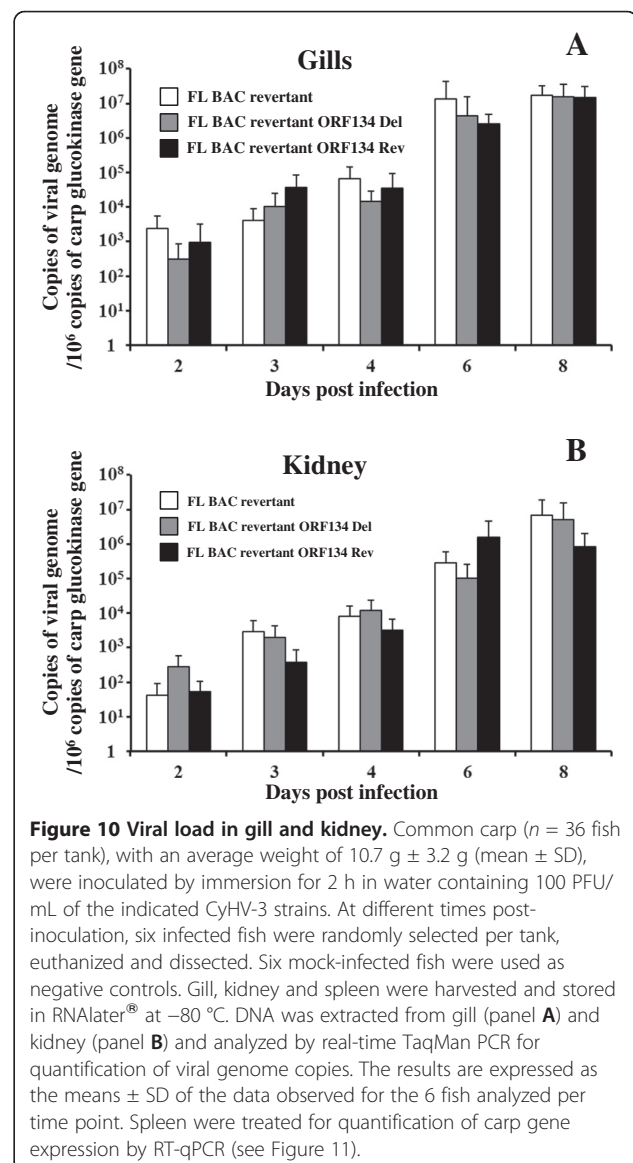 Gills
A
FL BAC revertant
FL BAC revertant ORF134 Del
FL BAC revertant ORF134 Rev
Copies of viral genome
/10⁶ copies of carp glucokinase gene
10⁸
10⁷
10⁶
10⁵
10⁴
10³
10²
10¹
1
2 3 4 6 8
Days post infection
Kidney
B
FL BAC revertant
FL BAC revertant ORF134 Del
FL BAC revertant ORF134 Rev
Copies of viral genome
/10⁶ copies of carp glucokinase gene
10⁸
10⁷
10⁶
10⁵
10⁴
10³
10²
10¹
1
2 3 4 6 8
Days post infection
Figure 10 Viral load in gill and kidney. Common carp (n = 36 fish
per tank), with an average weight of 10.7 g ± 3.2 g (mean ± SD),
were inoculated by immersion for 2 h in water containing 100 PFU/
mL of the indicated CyHV-3 strains. At different times post-
inoculation, six infected fish were randomly selected per tank,
euthanized and dissected. Six mock-infected fish were used as
negative controls. Gill, kidney and spleen were harvested and stored
in RNAlater® at −80 °C. DNA was extracted from gill (panel A) and
kidney (panel B) and analyzed by real-time TaqMan PCR for
quantification of viral genome copies. The results are expressed as
the means ± SD of the data observed for the 6 fish analyzed per
time point. Spleen were treated for quantification of carp gene
expression by RT-qPCR (see Figure 11).